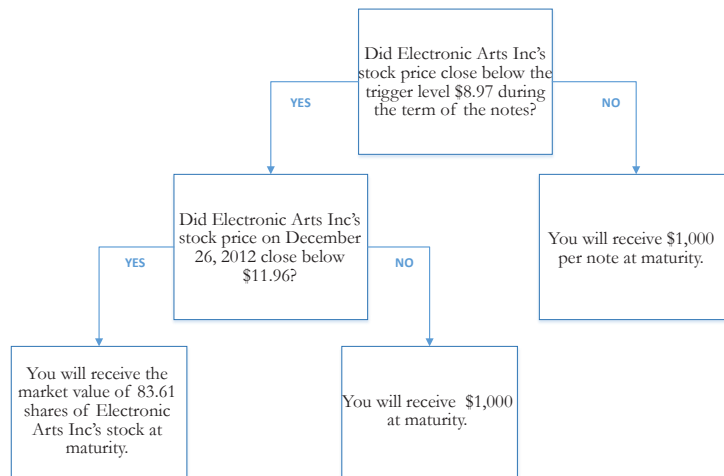 Did Electronic Arts Inc's
stock price close below the
trigger level $8.97 during
the term of the notes?
YES
NO
Did Electronic Arts Inc's
stock price on December
26, 2012 close below
$11.96?
You will receive $1,000
per note at maturity.
YES
NO
You will receive the
market value of 83.61
shares of Electronic
Arts Inc's stock at
maturity.
You will receive $1,000
at maturity.